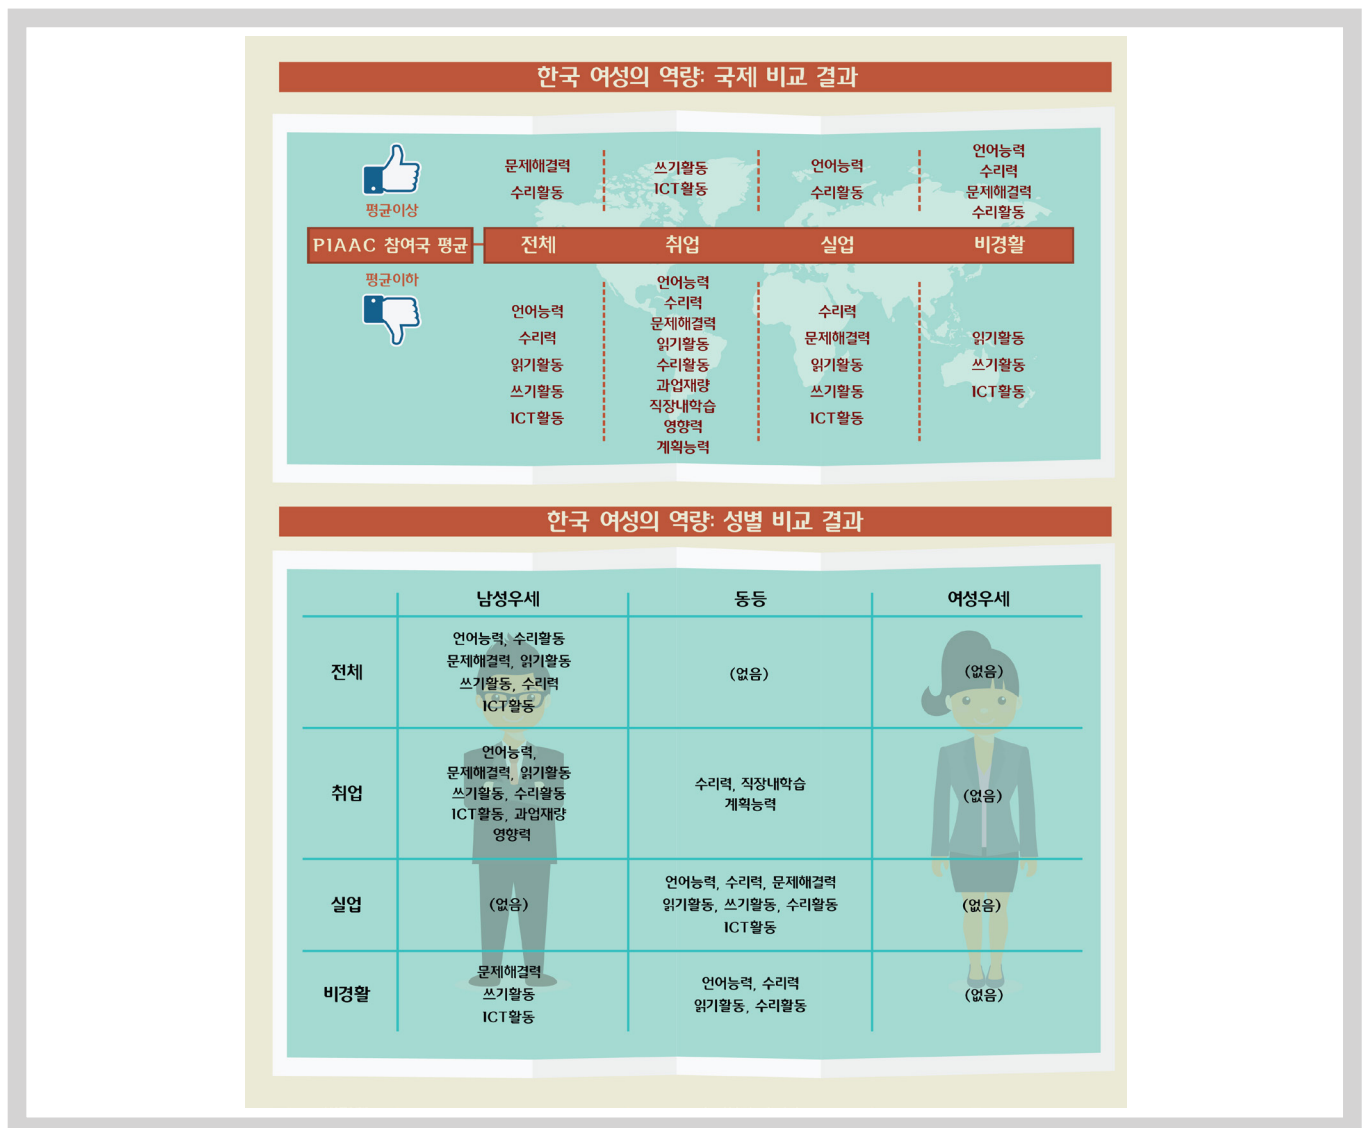 한국 여성의 역량: 국제 비교 결과
평균이상
문제해결력
수리활동
쓰기활동
ICT활동
언어능력
수리활동
언어능력
수리력
문제해결력
수리활동
PIAAC 참여국 평균
전체
취업
실업
비경활
평균이하
언어능력
수리력
읽기활동
쓰기활동
ICT활동
언어능력
수리력
문제해결력
읽기활동
수리활동
과업재량
직장내학습
영향력
계획능력
수리력
문제해결력
읽기활동
쓰기활동
ICT활동
읽기활동
쓰기활동
ICT활동
한국 여성의 역량: 성별 비교 결과
남성우세
동등
여성우세
전체
언어능력, 수리활동
문제해결력, 읽기활동
쓰기활동, 수리력
ICT활동
(없음)
(없음)
취업
언어능력,
문제해결력, 읽기활동
쓰기활동, 수리활동
ICT활동, 과업재량
영향력
수리력, 직장내학습
계획능력
(없음)
실업
(없음)
언어능력, 수리력, 문제해결력
읽기활동, 쓰기활동, 수리활동
ICT활동
(없음)
비경활
문제해결력
쓰기활동
ICT활동
언어능력, 수리력
읽기활동, 수리활동
(없음)